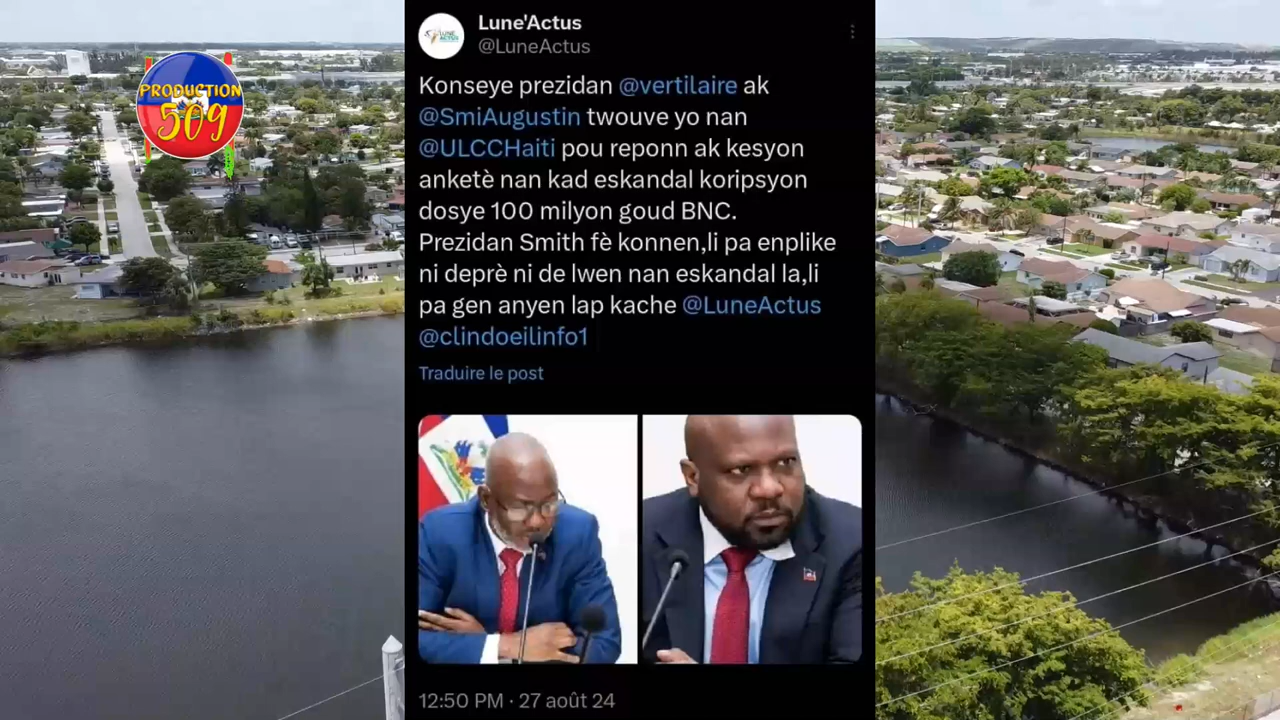 PRODUCTION
509
Lune'Actus
@LuneActus
Konseye prezidan @vertilaire ak
@SmiAugustin twouve yo nan
@ULCCHaiti pou reponn ak kesyon
anketè nan kad eskandal koripsyon
dosye 100 milyon goud BNC.
Prezidan Smith fè konnen,li pa enplike
ni deprè ni de lwen nan eskandal la,li
pa gen anyen lap kache @LuneActus
@clindoeilinfo1
Traduire le post
12:50 PM · 27 août 24